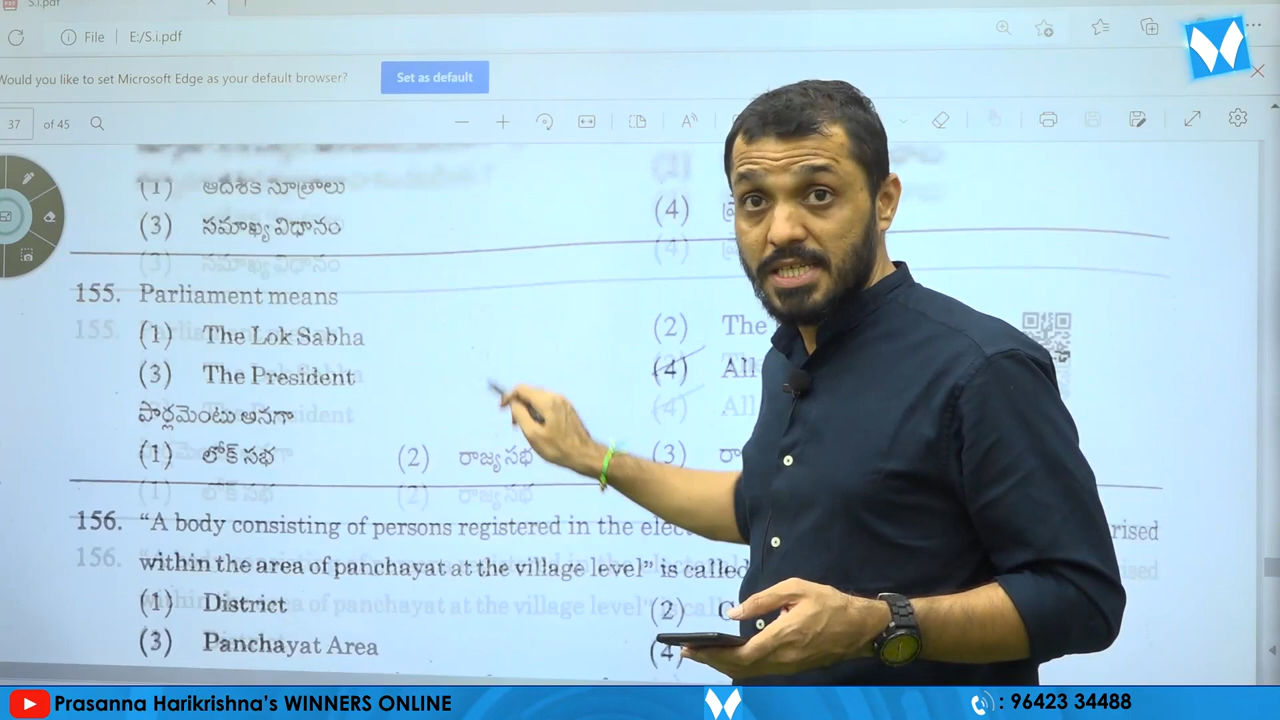 S.i.pdf
File E:/S.i.pdf
Would you like to set Microsoft Edge as your default browser? Set as default
37 of 45
(1) ఆదేశిక సూత్రాలు
(3) సమాఖ్య విధానం (4)
155. Parliament means
(1) The Lok Sabha (2) The
(3) The President (4) All
పార్లమెంటు అనగా
(1) లోక్ సభ (2) రాజ్య సభ (3) రా
156. “A body consisting of persons registered in the elect rised
within the area of panchayat at the village level” is called
(1) District (2) G
(3) Panchayat Area (4)
Prasanna Harikrishna's WINNERS ONLINE : 96423 34488